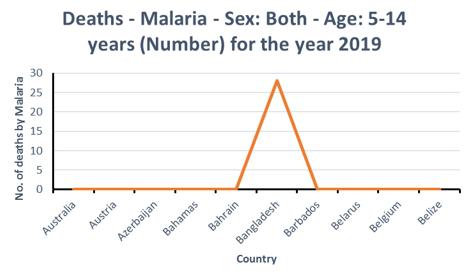 Deaths - Malaria - Sex: Both - Age: 5-14
years (Number) for the year 2019
No. of deaths by Malaria
30
25
20
15
10
5
0
Australia
Austria
Azerbaijan
Bahamas
Bahrain
Bangladesh
Barbados
Belarus
Belgium
Belize
Country